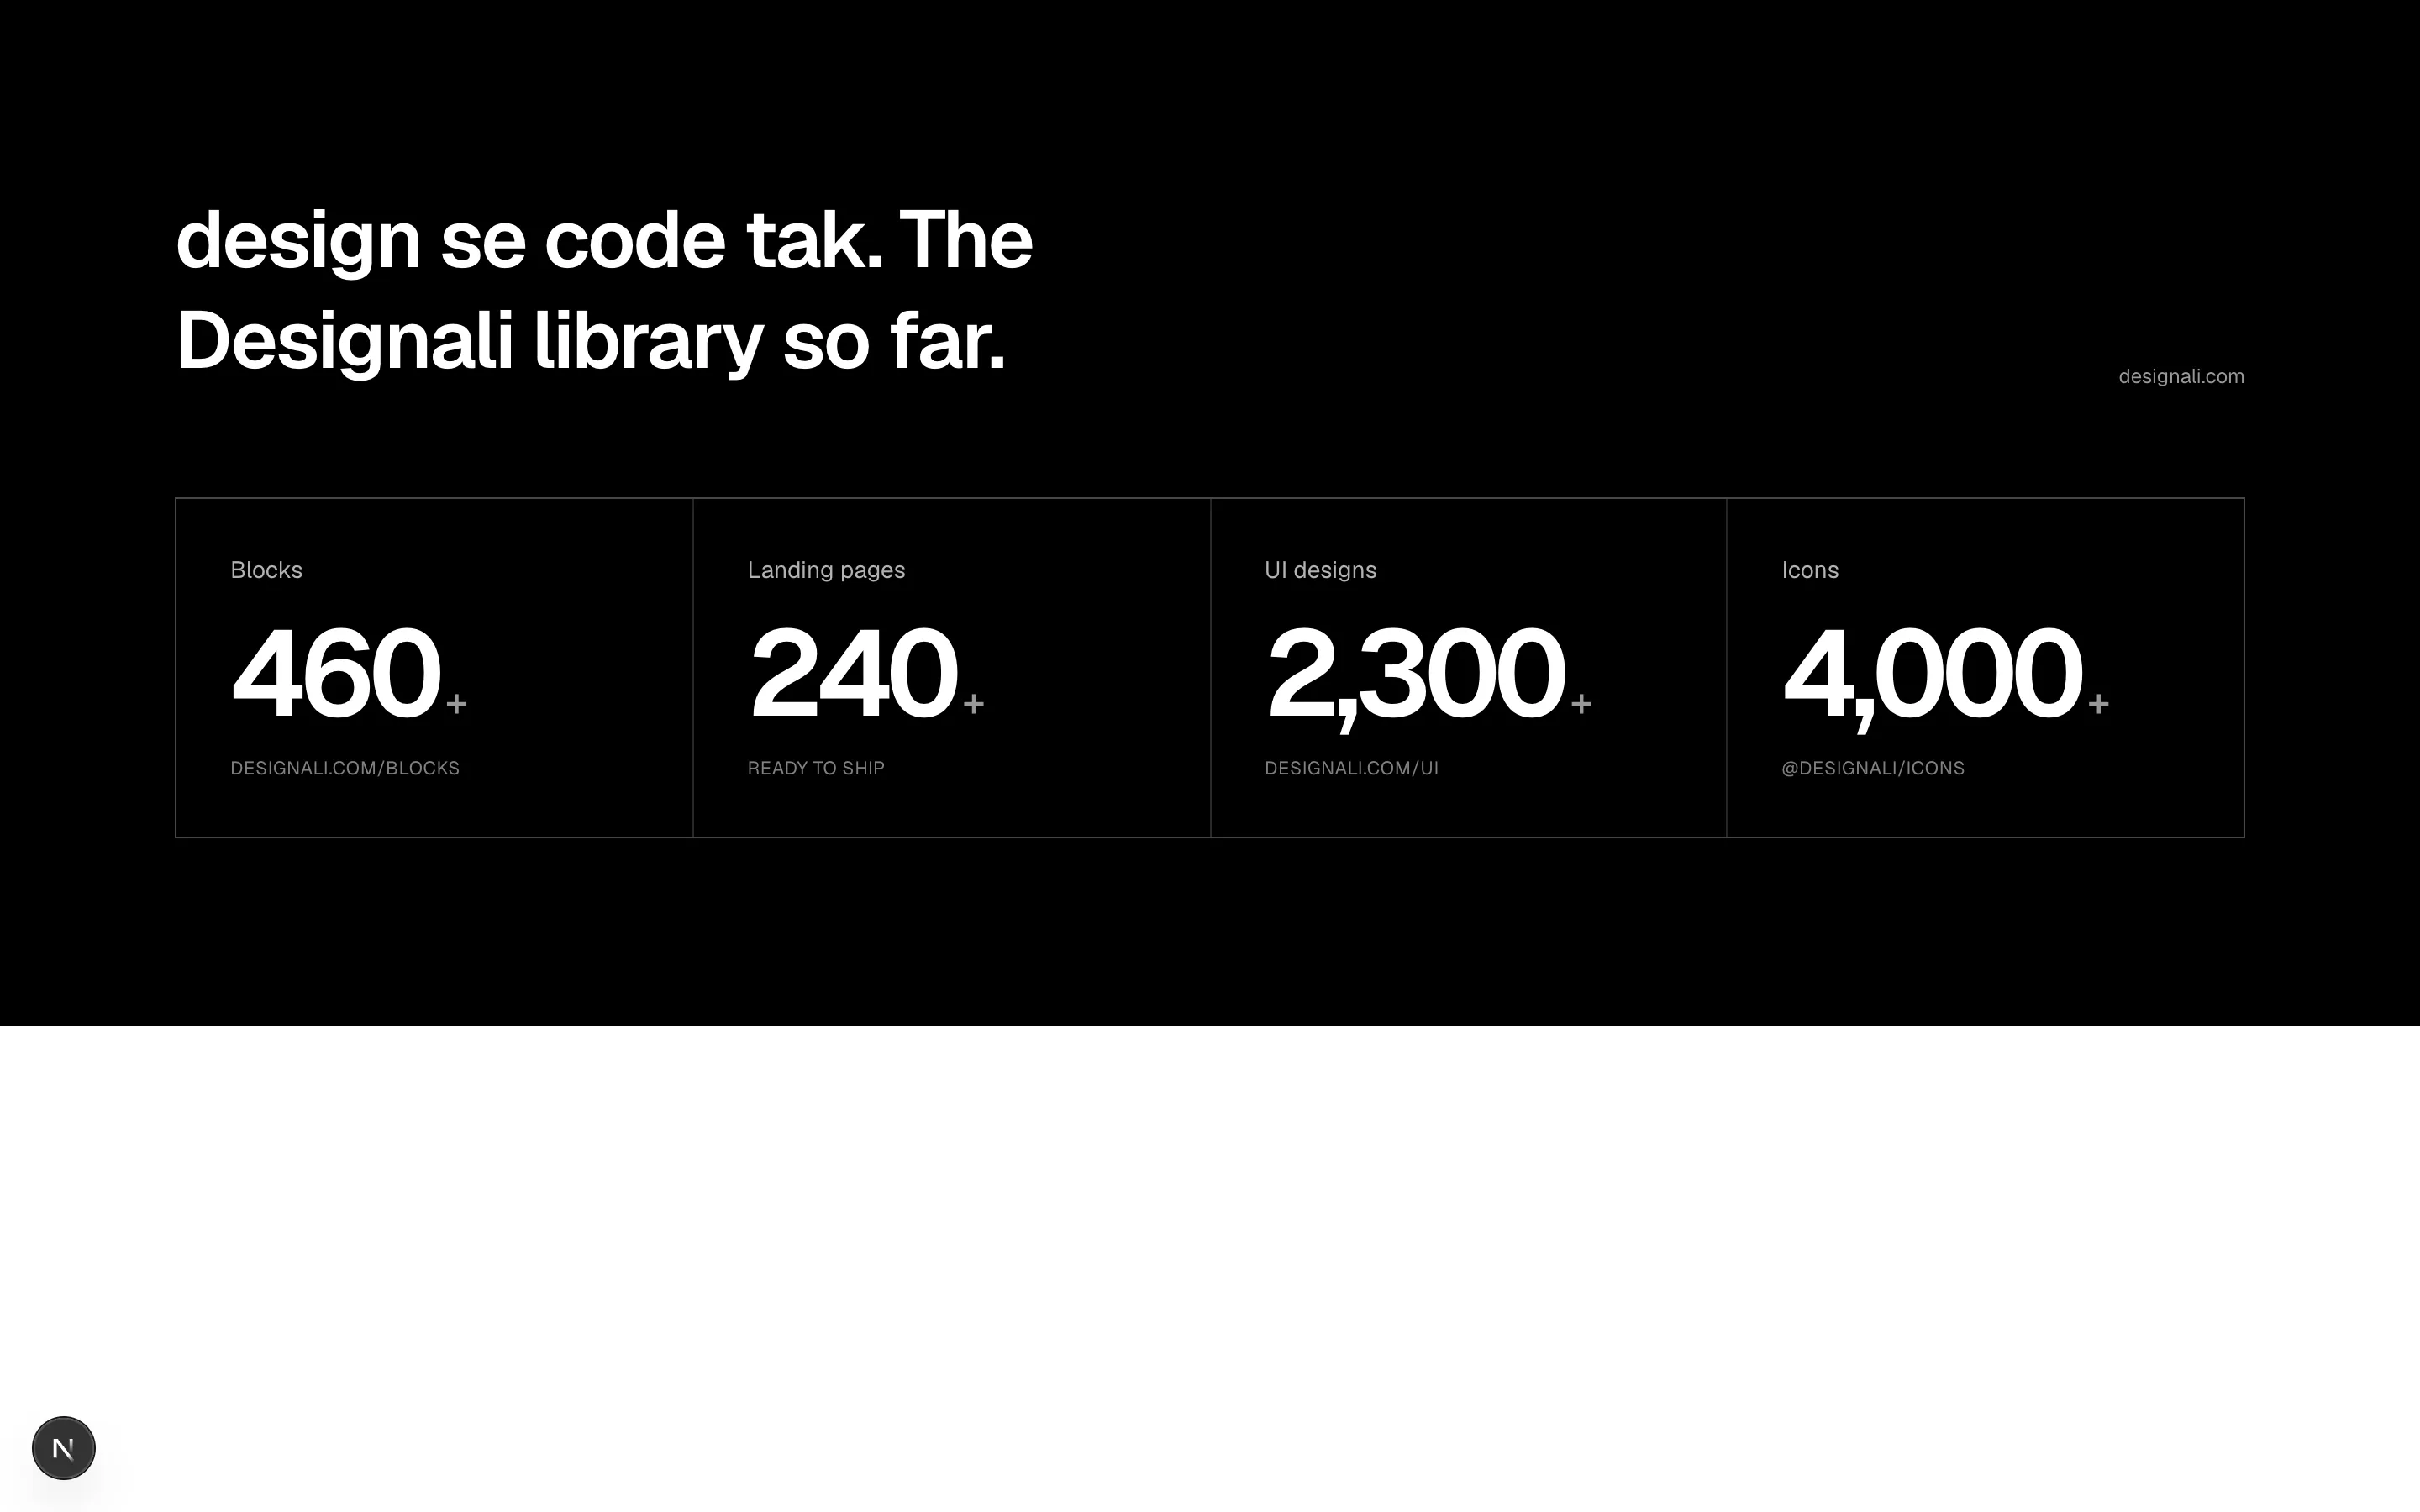 design se code tak. The
Designali library so far.
designali.com
Blocks
460+
DESIGNALI.COM/BLOCKS
Landing pages
240+
READY TO SHIP
UI designs
2,300+
DESIGNALI.COM/UI
Icons
4,000+
@DESIGNALI/ICONS
N